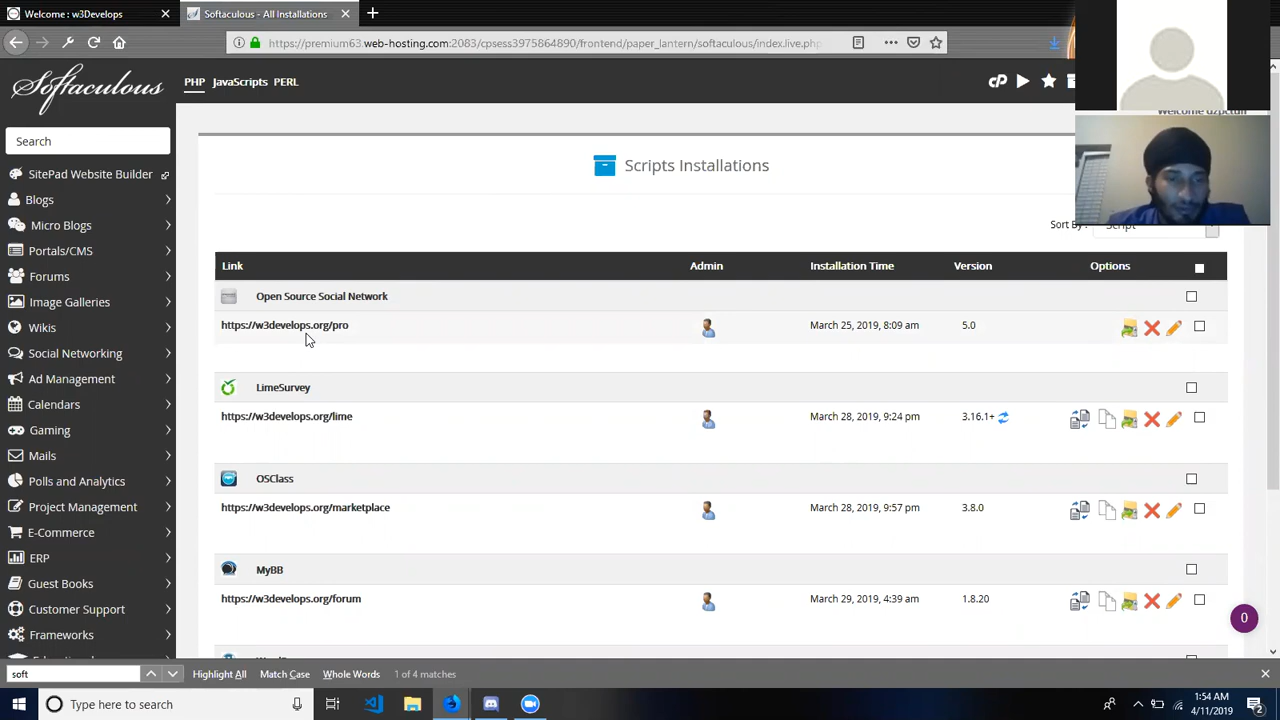 Welcome : w3Develops
Softaculous - All Installations
https://premium63.web-hosting.com:2083/cpsess3975864890/frontend/paper_lantern/softaculous/index.live.php
Softaculous
PHP JavaScripts PERL
Search
Scripts Installations
SitePad Website Builder
Blogs
Micro Blogs
Portals/CMS
Forums
Image Galleries
Wikis
Social Networking
Ad Management
Calendars
Gaming
Mails
Polls and Analytics
Project Management
E-Commerce
ERP
Guest Books
Customer Support
Frameworks
Sort By : Script
Link Admin Installation Time Version Options
Open Source Social Network
https://w3develops.org/pro March 25, 2019, 8:09 am 5.0
LimeSurvey
https://w3develops.org/lime March 28, 2019, 9:24 pm 3.16.1+
OSClass
https://w3develops.org/marketplace March 28, 2019, 9:57 pm 3.8.0
MyBB
https://w3develops.org/forum March 29, 2019, 4:39 am 1.8.20
0
soft Highlight All Match Case Whole Words 1 of 4 matches
Type here to search
1:54 AM
4/11/2019
2